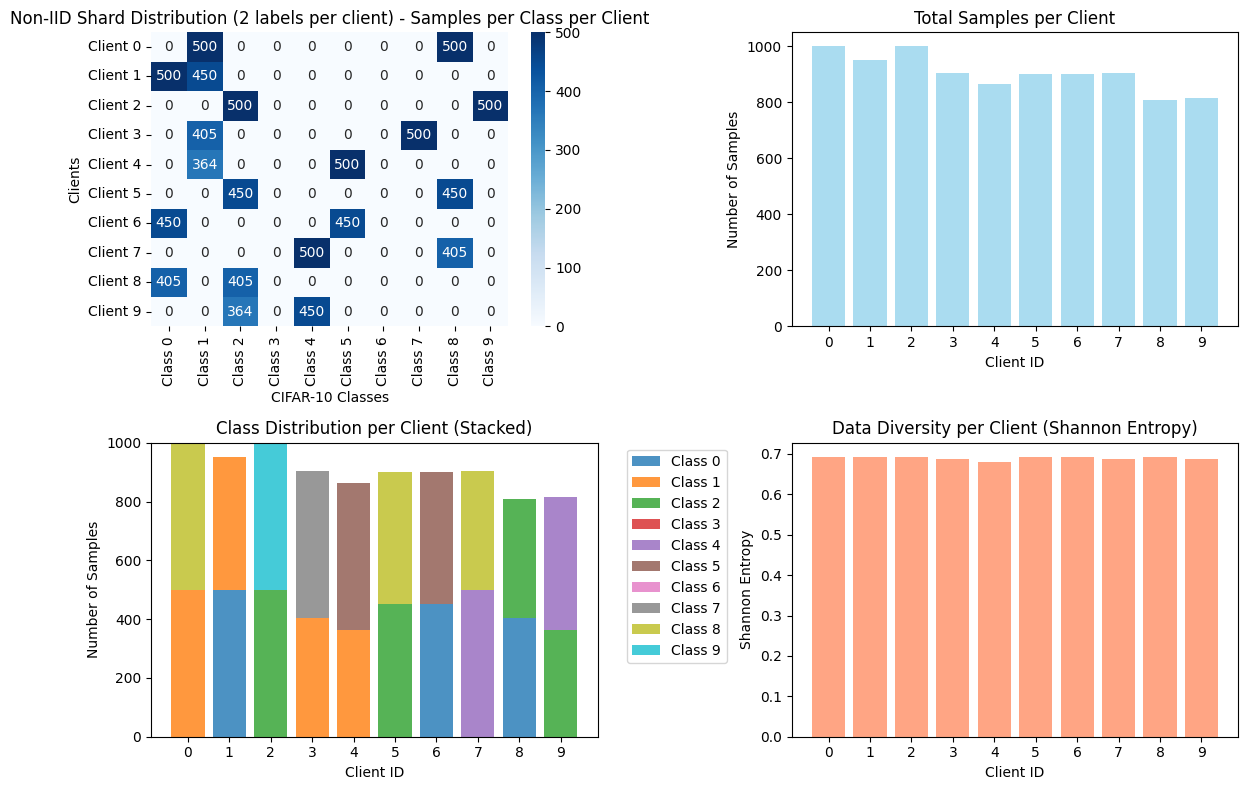 Non-IID Shard Distribution (2 labels per client) - Samples per Class per Client
Clients
Client 0 0 500 0 0 0 0 0 0 500 0
Client 1 500 450 0 0 0 0 0 0 0 0
Client 2 0 0 500 0 0 0 0 0 0 500
Client 3 0 405 0 0 0 0 0 500 0 0
Client 4 0 364 0 0 0 500 0 0 0 0
Client 5 0 0 450 0 0 0 0 0 450 0
Client 6 450 0 0 0 0 450 0 0 0 0
Client 7 0 0 0 0 500 0 0 0 405 0
Client 8 405 0 405 0 0 0 0 0 0 0
Client 9 0 0 364 0 450 0 0 0 0 0
Class 0 Class 1 Class 2 Class 3 Class 4 Class 5 Class 6 Class 7 Class 8 Class 9
CIFAR-10 Classes
500
400
300
200
100
0
Total Samples per Client
Number of Samples
1000
800
600
400
200
0
0 1 2 3 4 5 6 7 8 9
Client ID
Class Distribution per Client (Stacked)
Number of Samples
1000
800
600
400
200
0
0 1 2 3 4 5 6 7 8 9
Client ID
Class 0
Class 1
Class 2
Class 3
Class 4
Class 5
Class 6
Class 7
Class 8
Class 9
Data Diversity per Client (Shannon Entropy)
Shannon Entropy
0.7
0.6
0.5
0.4
0.3
0.2
0.1
0.0
0 1 2 3 4 5 6 7 8 9
Client ID